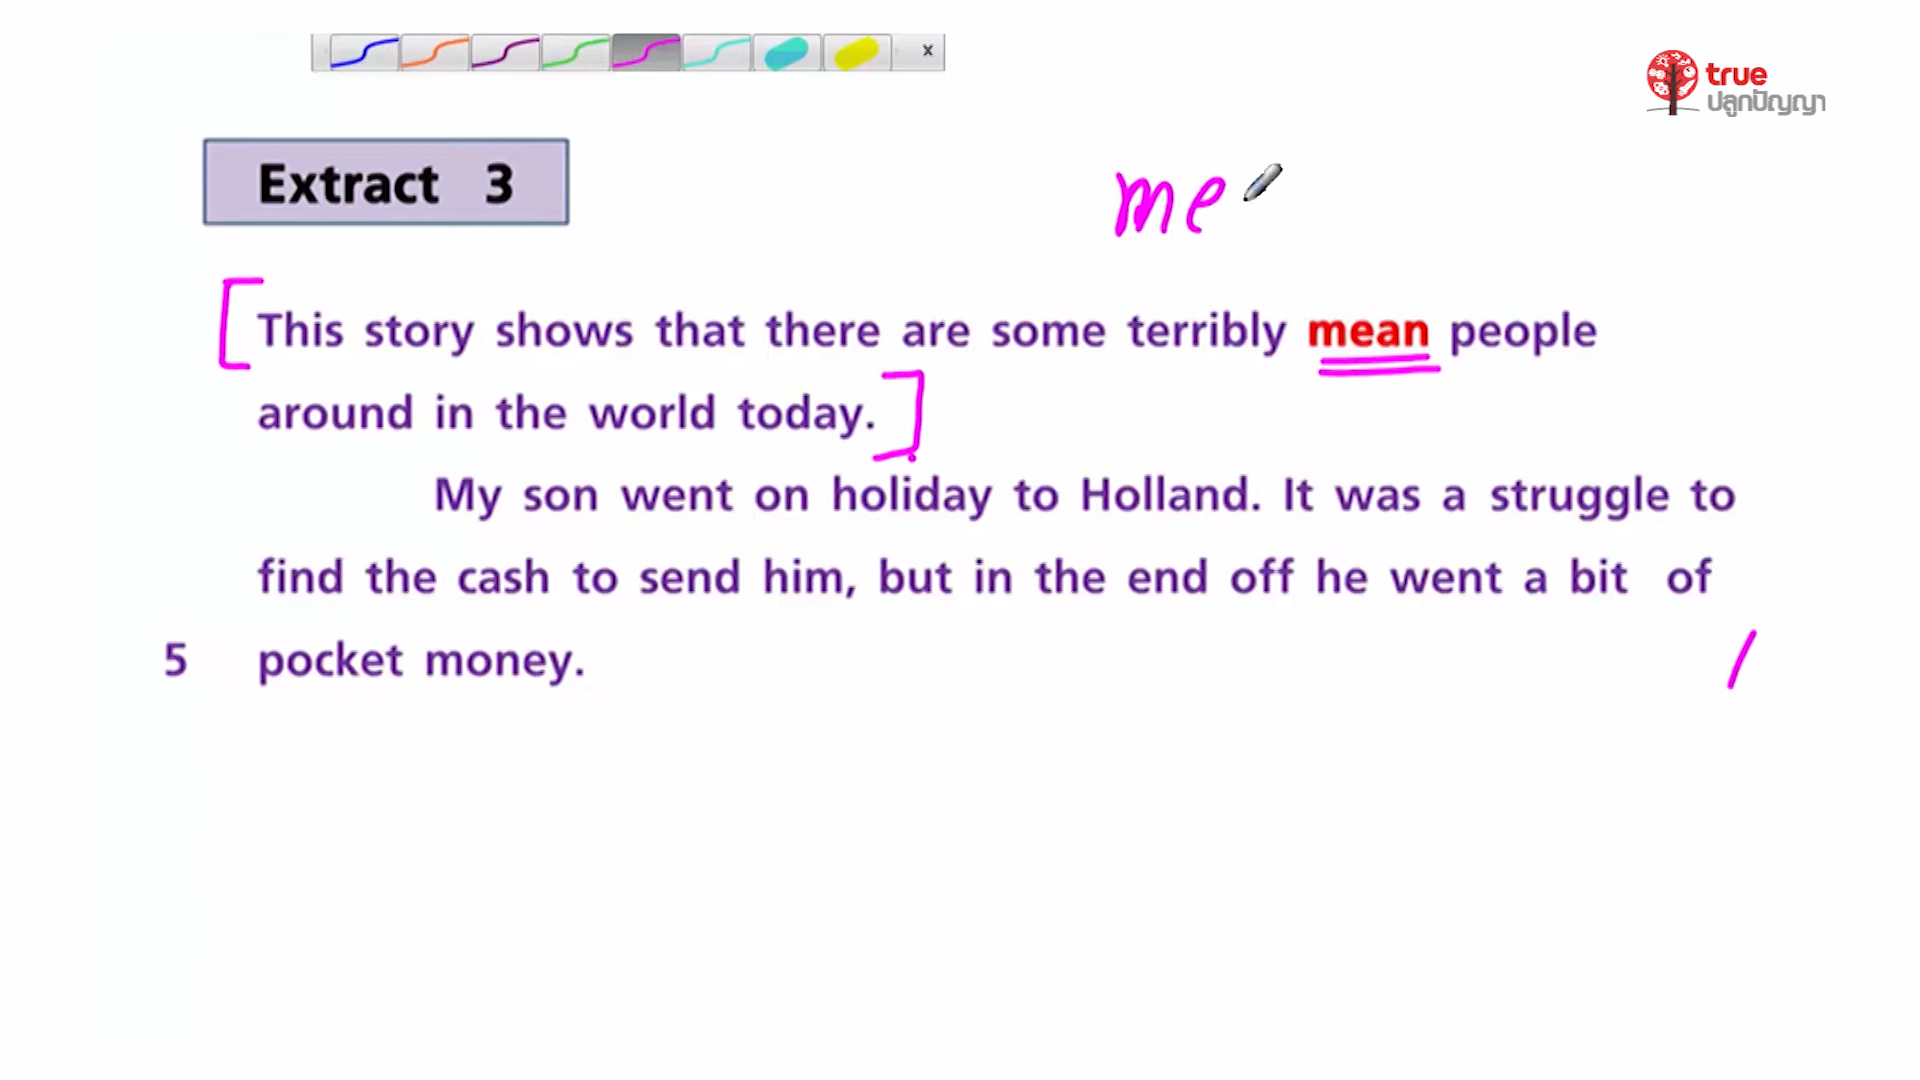 x
true
ปลูกปัญญา
Extract 3
me
This story shows that there are some terribly mean people
around in the world today.
My son went on holiday to Holland. It was a struggle to
find the cash to send him, but in the end off he went a bit of
5 pocket money.